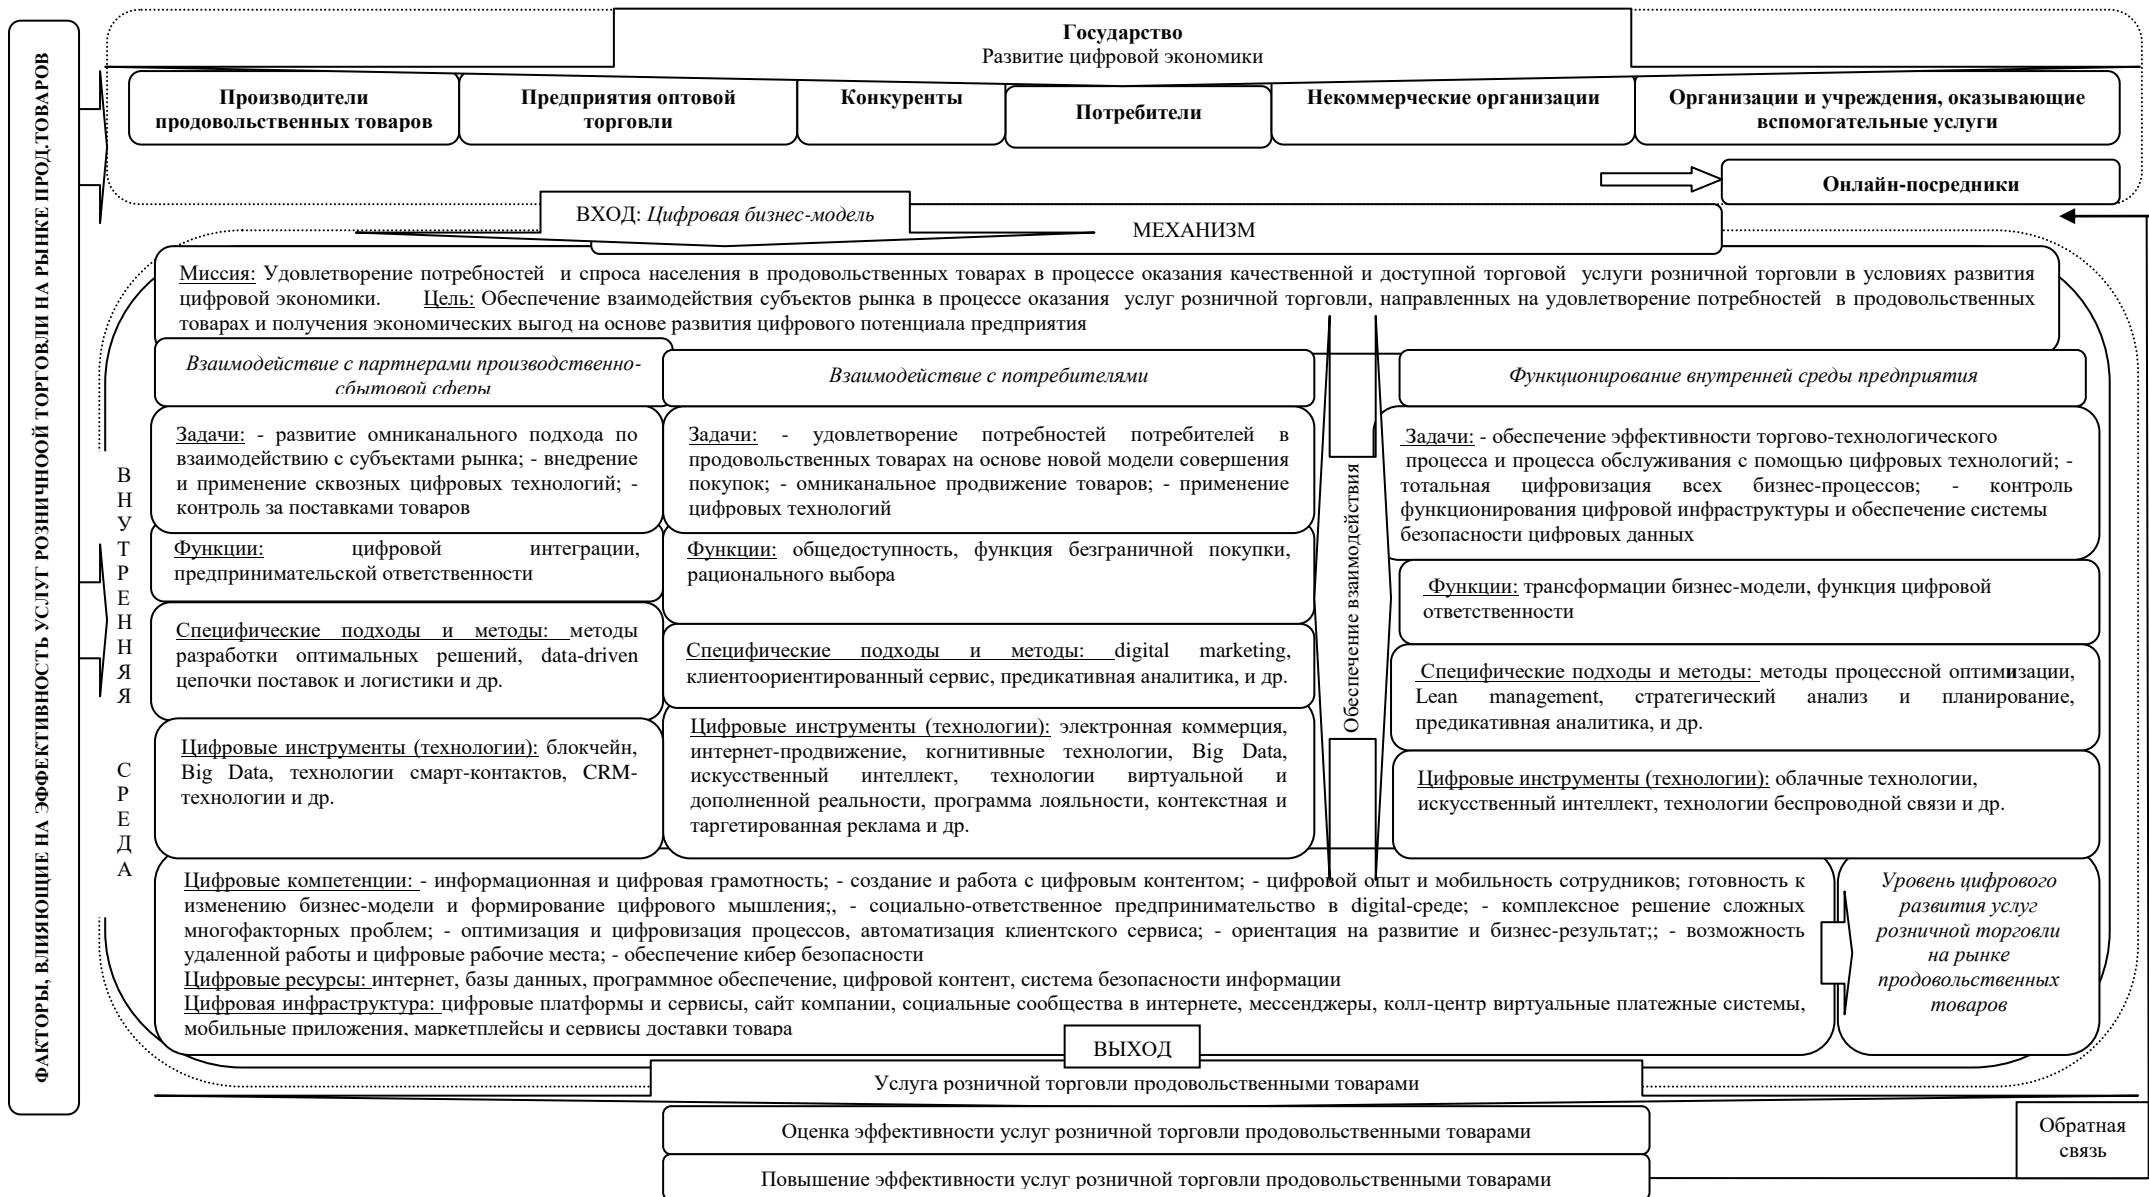 ФАКТОРЫ, ВЛИЯЮЩИЕ НА ЭФФЕКТИВНОСТЬ УСЛУГ РОЗНИЧНОЙ ТОРГОВЛИ НА РЫНКЕ ПРОД.ТОВАРОВ
Государство
Развитие цифровой экономики
Производители
продовольственных товаров
Предприятия оптовой
торговли
Конкуренты
Потребители
Некоммерческие организации
Организации и учреждения, оказывающие
вспомогательные услуги
Онлайн-посредники
ВХОД: Цифровая бизнес-модель
МЕХАНИЗМ
Миссия: Удовлетворение потребностей и спроса населения в продовольственных товарах в процессе оказания качественной и доступной торговой услуги розничной торговли в условиях развития
цифровой экономики. Цель: Обеспечение взаимодействия субъектов рынка в процессе оказания услуг розничной торговли, направленных на удовлетворение потребностей в продовольственных
товарах и получения экономических выгод на основе развития цифрового потенциала предприятия
ВНУТРЕННЯЯ СРЕДА
Взаимодействие с партнерами производственно-
сбытовой сферы
Задачи: - развитие омниканального подхода по
взаимодействию с субъектами рынка; - внедрение
и применение сквозных цифровых технологий; -
контроль за поставками товаров
Функции: цифровой интеграции,
предпринимательской ответственности
Специфические подходы и методы: методы
разработки оптимальных решений, data-driven
цепочки поставок и логистики и др.
Цифровые инструменты (технологии): блокчейн,
Big Data, технологии смарт-контактов, CRM-
технологии и др.
Взаимодействие с потребителями
Задачи: - удовлетворение потребностей потребителей в
продовольственных товарах на основе новой модели совершения
покупок; - омниканальное продвижение товаров; - применение
цифровых технологий
Функции: общедоступность, функция безграничной покупки,
рационального выбора
Специфические подходы и методы: digital marketing,
клиентоориентированный сервис, предикативная аналитика, и др.
Цифровые инструменты (технологии): электронная коммерция,
интернет-продвижение, когнитивные технологии, Big Data,
искусственный интеллект, технологии виртуальной и
дополненной реальности, программа лояльности, контекстная и
таргетированная реклама и др.
Обеспечение взаимодействия
Функционирование внутренней среды предприятия
Задачи: - обеспечение эффективности торгово-технологического
процесса и процесса обслуживания с помощью цифровых технологий; -
тотальная цифровизация всех бизнес-процессов; - контроль
функционирования цифровой инфраструктуры и обеспечение системы
безопасности цифровых данных
Функции: трансформации бизнес-модели, функция цифровой
ответственности
Специфические подходы и методы: методы процессной оптимизации,
Lean management, стратегический анализ и планирование,
предикативная аналитика, и др.
Цифровые инструменты (технологии): облачные технологии,
искусственный интеллект, технологии беспроводной связи и др.
Цифровые компетенции: - информационная и цифровая грамотность; - создание и работа с цифровым контентом; - цифровой опыт и мобильность сотрудников; готовность к
изменению бизнес-модели и формирование цифрового мышления;, - социально-ответственное предпринимательство в digital-среде; - комплексное решение сложных
многофакторных проблем; - оптимизация и цифровизация процессов, автоматизация клиентского сервиса; - ориентация на развитие и бизнес-результат;; - возможность
удаленной работы и цифровые рабочие места; - обеспечение кибер безопасности
Цифровые ресурсы: интернет, базы данных, программное обеспечение, цифровой контент, система безопасности информации
Цифровая инфраструктура: цифровые платформы и сервисы, сайт компании, социальные сообщества в интернете, мессенджеры, колл-центр виртуальные платежные системы,
мобильные приложения, маркетплейсы и сервисы доставки товара
Уровень цифрового
развития услуг
розничной торговли
на рынке
продовольственных
товаров
ВЫХОД
Услуга розничной торговли продовольственными товарами
Оценка эффективности услуг розничной торговли продовольственными товарами
Повышение эффективности услуг розничной торговли продовольственными товарами
Обратная
связь